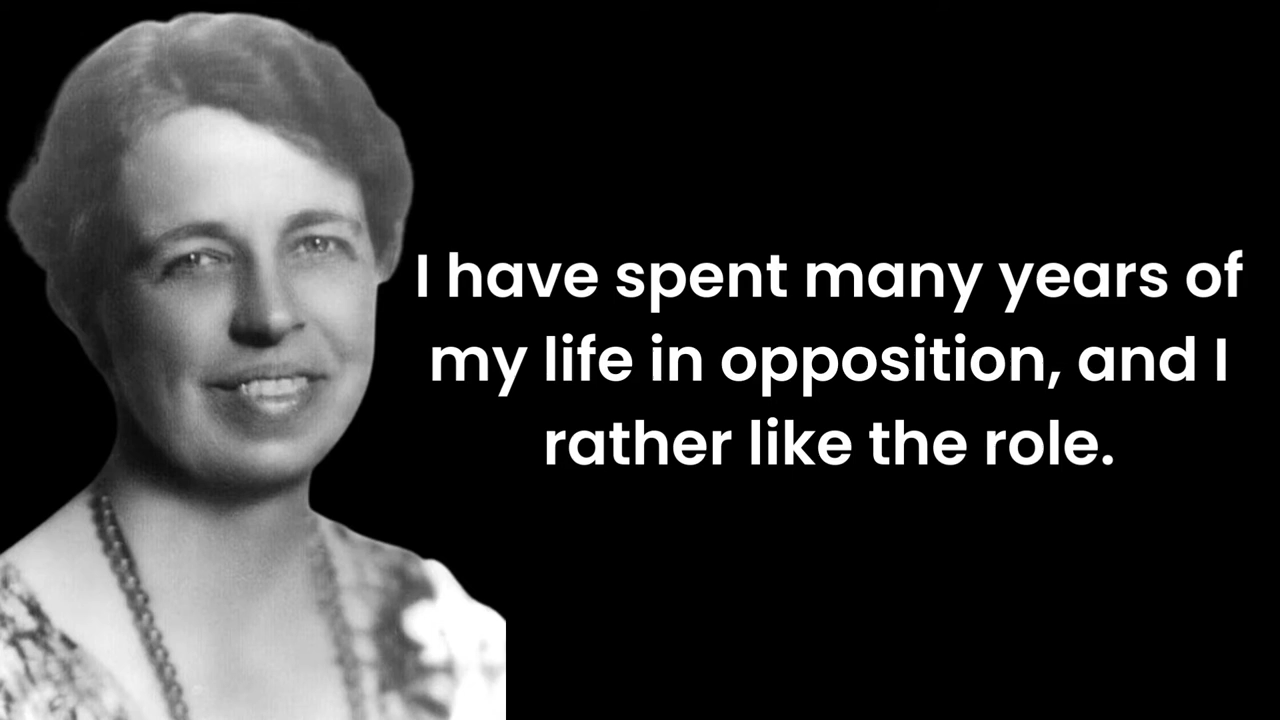 I have spent many years of
my life in opposition, and I
rather like the role.